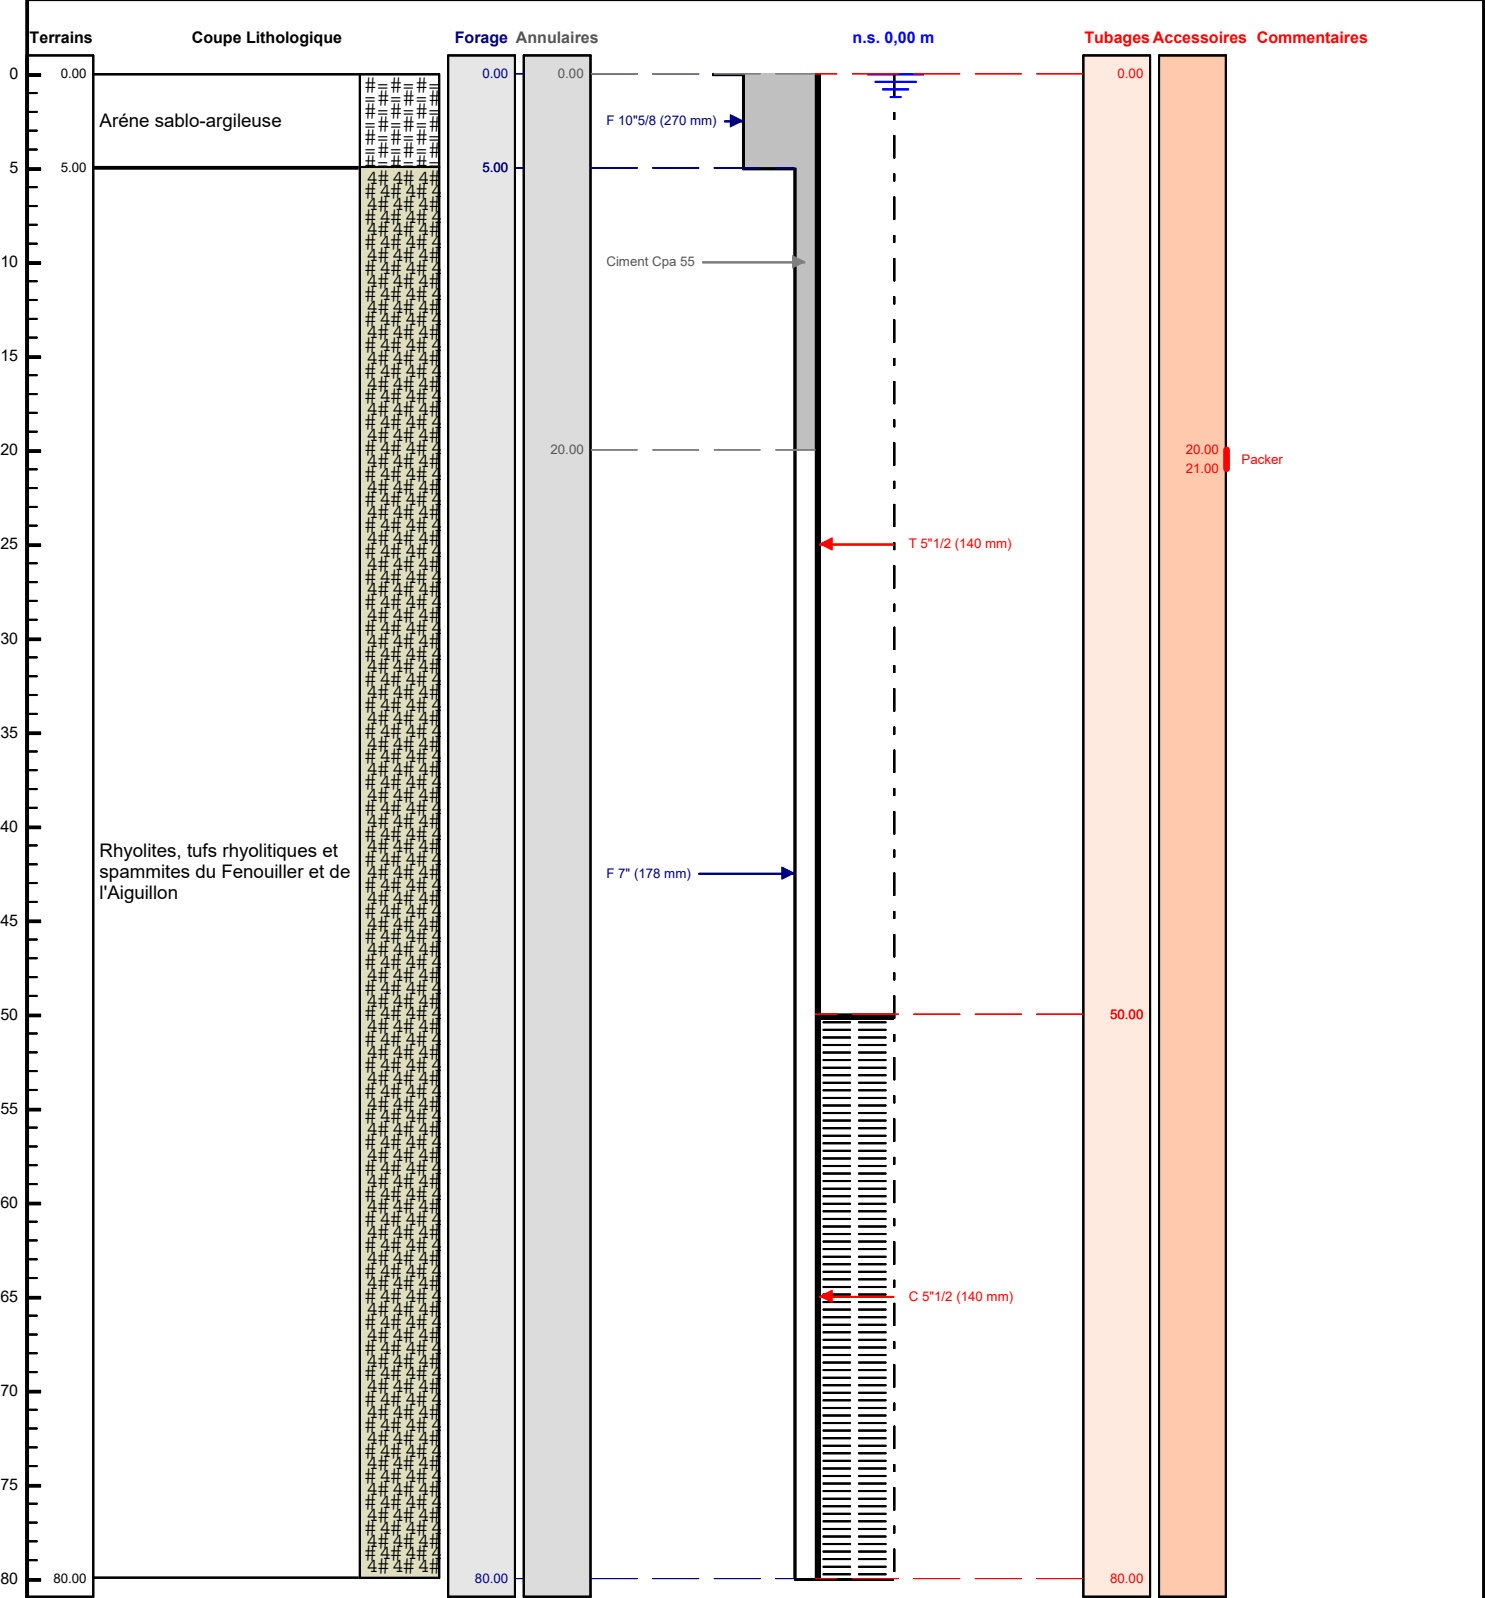 Terrains Coupe Lithologique Forage Annulaires n.s. 0,00 m Tubages Accessoires Commentaires
0 0.00 0.00 0.00 0.00
Aréne sablo-argileuse F 10"5/8 (270 mm)
5 5.00 5.00
10 Ciment Cpa 55
15
20 20.00 20.00
21.00 Packer
25 T 5"1/2 (140 mm)
30
35
40
Rhyolites, tufs rhyolitiques et
spammites du Fenouiller et de
l'Aiguillon
F 7" (178 mm)
45
50 50.00
55
60
65 C 5"1/2 (140 mm)
70
75
80 80.00 80.00 80.00